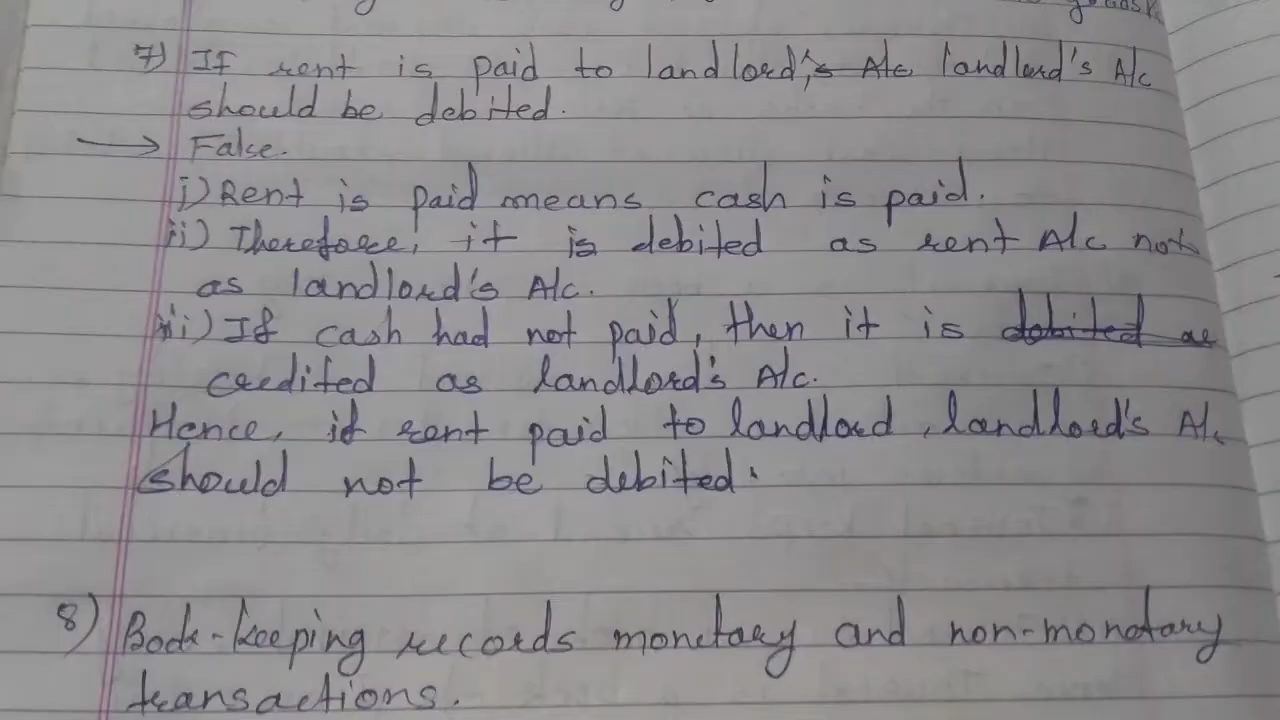 7) If rent is paid to landlord,'s A/c landlord's A/c
should be debited.
→ False.
i) Rent is paid means cash is paid.
ii) Therefore, it is debited as rent A/c not
as landlord's A/c.
iii) If cash had not paid, then it is debited as
credited as landlord's A/c.
Hence, if rent paid to landlord, landlord's A/c
should not be debited.
8) Book-keeping records monetary and non-monetary
transactions.